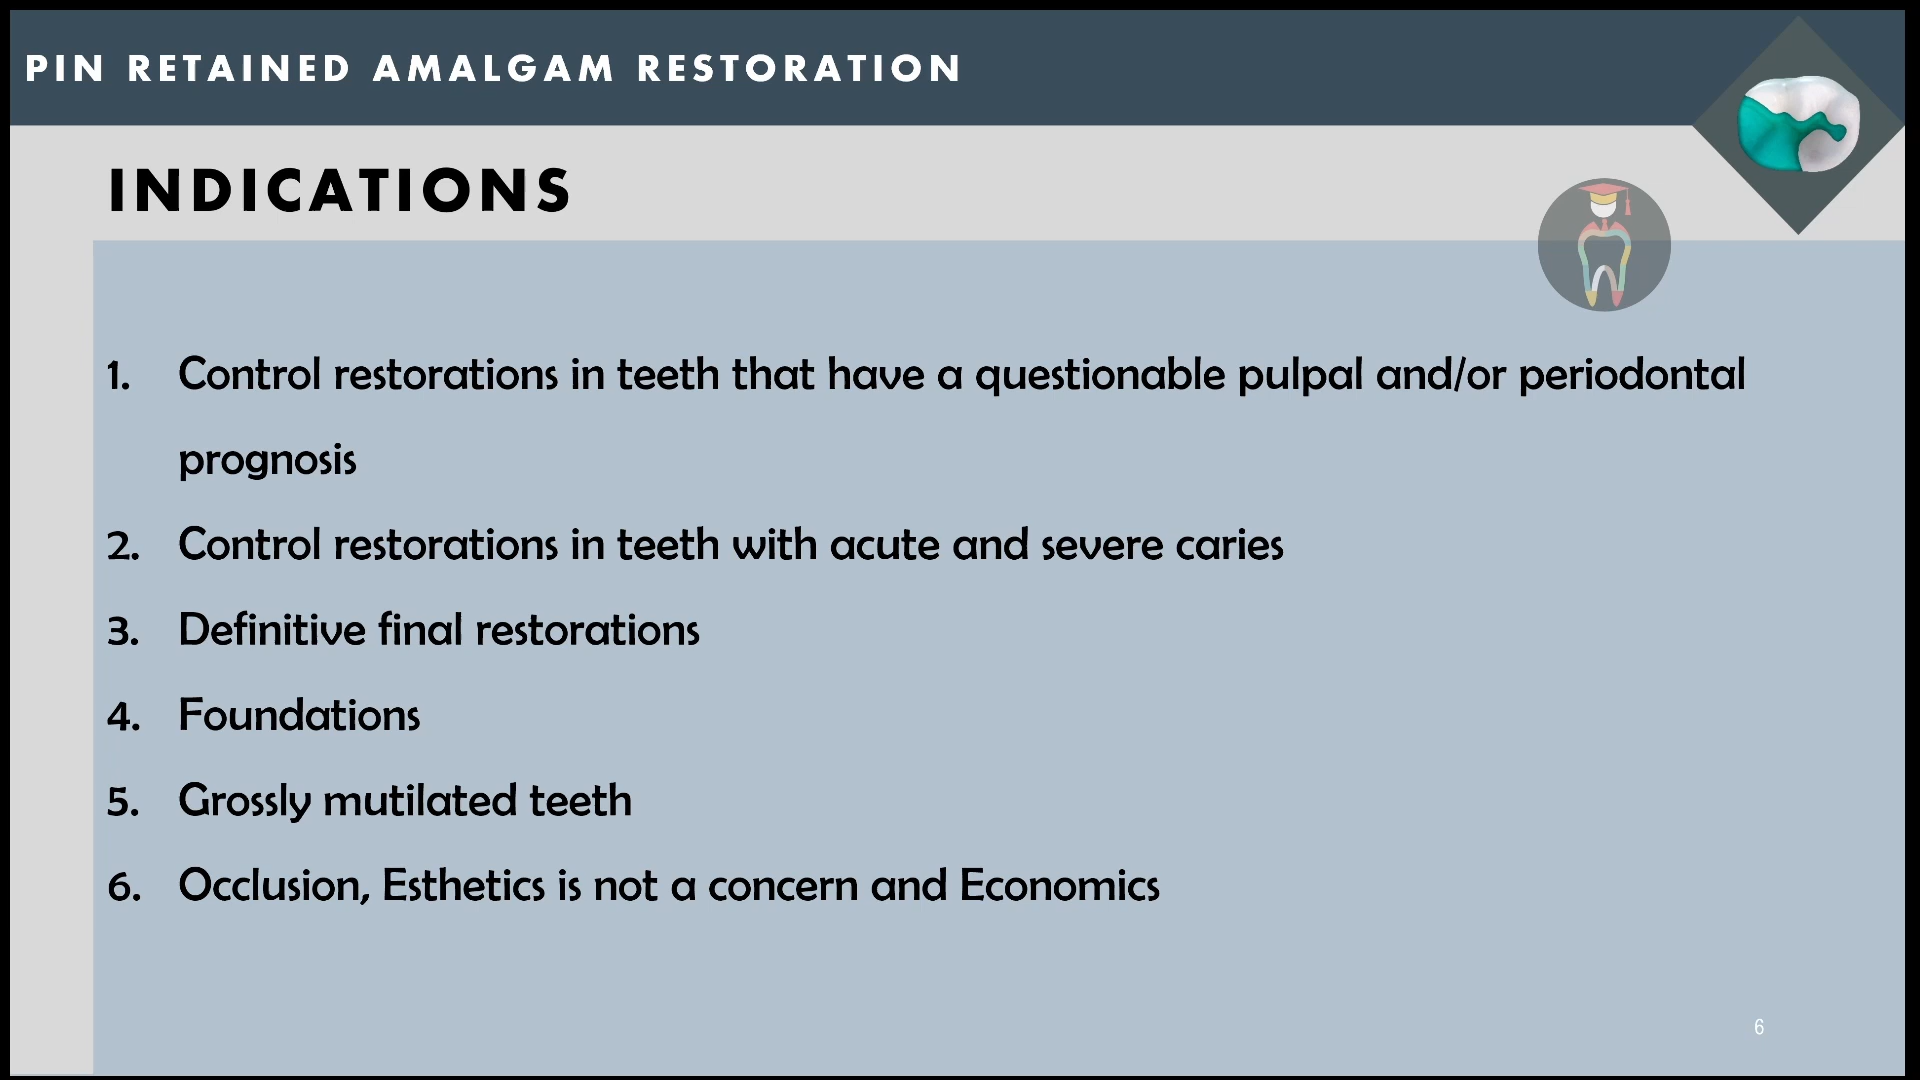 PIN RETAINED AMALGAM RESTORATION
INDICATIONS
1. Control restorations in teeth that have a questionable pulpal and/or periodontal
prognosis
2. Control restorations in teeth with acute and severe caries
3. Definitive final restorations
4. Foundations
5. Grossly mutilated teeth
6. Occlusion, Esthetics is not a concern and Economics
6